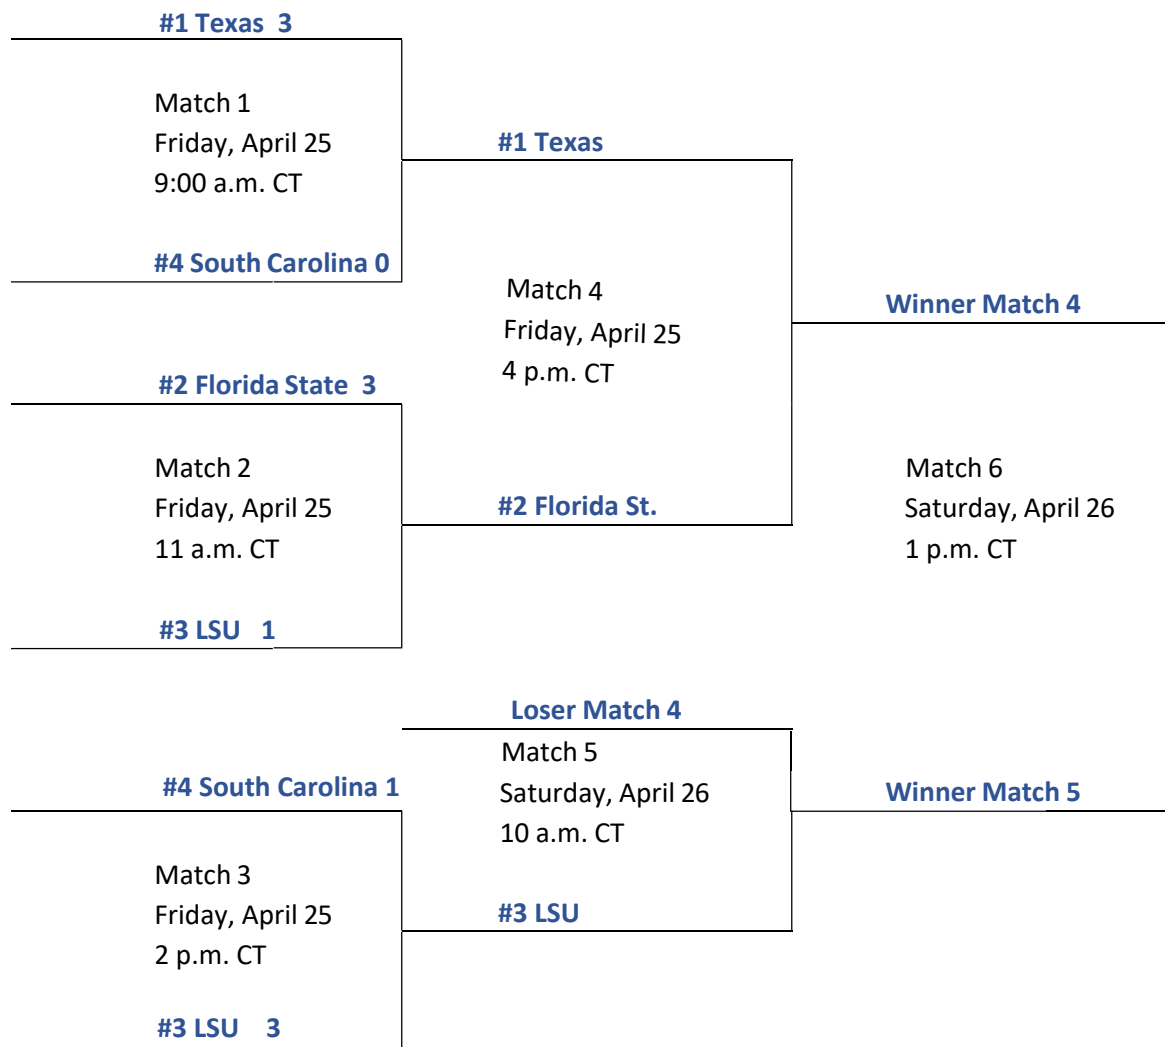 #1 Texas 3
Match 1
Friday, April 25
9:00 a.m. CT
#4 South Carolina 0
#1 Texas
Match 4
Friday, April 25
4 p.m. CT
Winner Match 4
#2 Florida State 3
Match 2
Friday, April 25
11 a.m. CT
#3 LSU 1
#2 Florida St.
Match 6
Saturday, April 26
1 p.m. CT
Loser Match 4
Match 5
Saturday, April 26
10 a.m. CT
#4 South Carolina 1
Winner Match 5
Match 3
Friday, April 25
2 p.m. CT
#3 LSU
#3 LSU 3